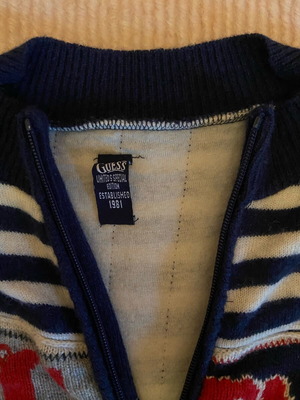 GUESS
LIMITED & SPECIAL
EDITION
ESTABLISHED
1981